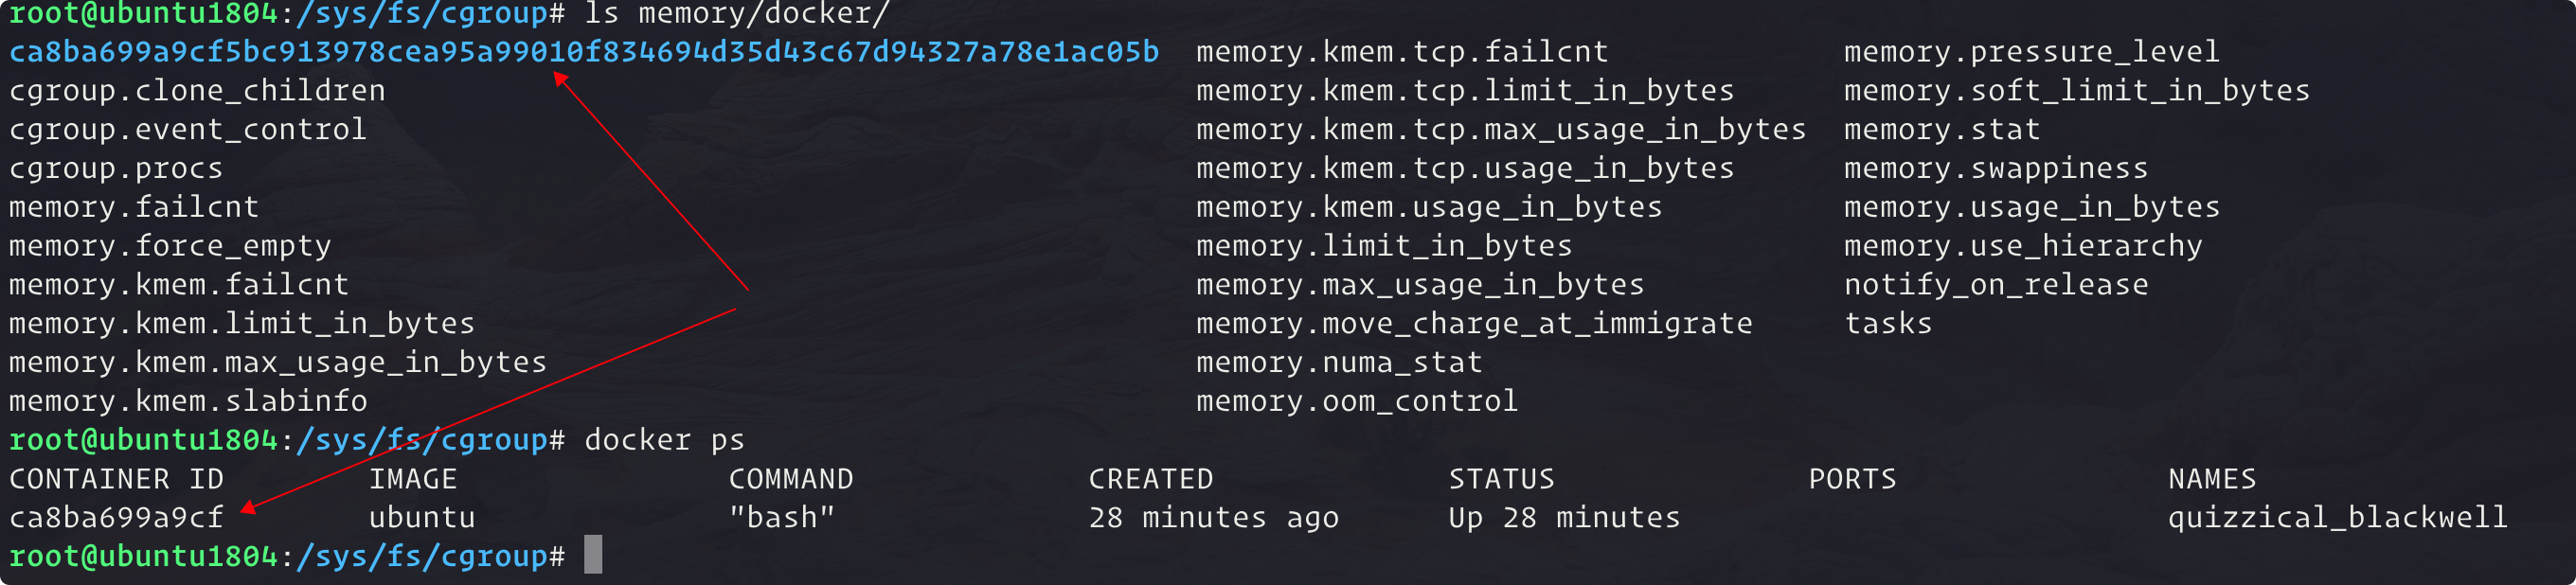 root@ubuntu1804:/sys/fs/cgroup# ls memory/docker/
ca8ba699a9cf5bc913978cea95a99010f834694d35d43c67d94327a78e1ac05b  memory.kmem.tcp.failcnt             memory.pressure_level
cgroup.clone_children                                             memory.kmem.tcp.limit_in_bytes      memory.soft_limit_in_bytes
cgroup.event_control                                              memory.kmem.tcp.max_usage_in_bytes  memory.stat
cgroup.procs                                                      memory.kmem.tcp.usage_in_bytes      memory.swappiness
memory.failcnt                                                    memory.kmem.usage_in_bytes          memory.usage_in_bytes
memory.force_empty                                                memory.limit_in_bytes               memory.use_hierarchy
memory.kmem.failcnt                                               memory.max_usage_in_bytes           notify_on_release
memory.kmem.limit_in_bytes                                        memory.move_charge_at_immigrate     tasks
memory.kmem.max_usage_in_bytes                                    memory.numa_stat
memory.kmem.slabinfo                                              memory.oom_control
root@ubuntu1804:/sys/fs/cgroup# docker ps
CONTAINER ID        IMAGE               COMMAND             CREATED             STATUS              PORTS               NAMES
ca8ba699a9cf        ubuntu              "bash"              28 minutes ago      Up 28 minutes                           quizzical_blackwell
root@ubuntu1804:/sys/fs/cgroup#